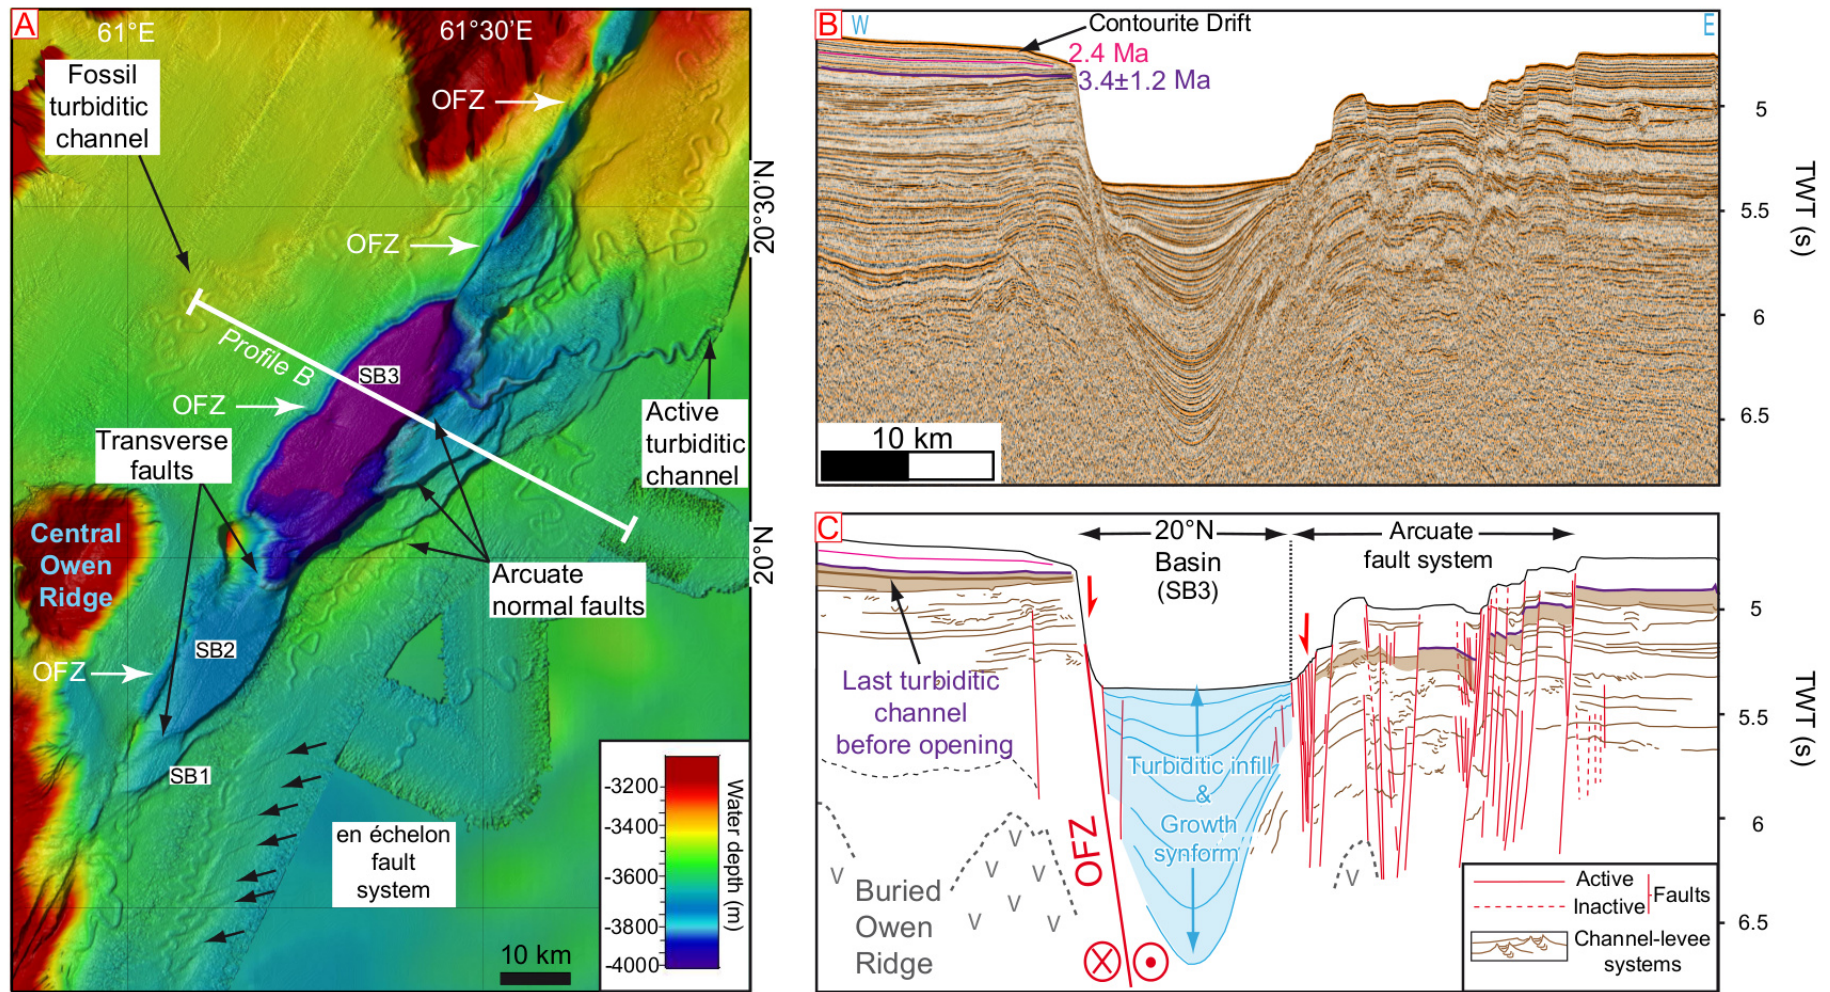 A
61°E
61°30'E
Fossil
turbiditic
channel
OFZ
20°30'N
OFZ
Profile B
SB3
OFZ
Active
turbiditic
channel
Transverse
faults
Central
Owen
Ridge
20°N
Arcuate
normal faults
SB2
OFZ
SB1
en échelon
fault
system
-3200
-3400
-3600
-3800
-4000
Water depth (m)
10 km
B
W
Contourite Drift
E
2.4 Ma
3.4±1.2 Ma
5
5.5
6
6.5
TWT (s)
10 km
C
20°N
Basin
(SB3)
Arcuate
fault system
Last turbiditic
channel
before opening
Turbiditic infill
&
Growth
synform
OFZ
V
V
V
V
V
V
V
V
Buried
Owen
Ridge
5
5.5
6
6.5
TWT (s)
Active
Inactive
Faults
Channel-levee
systems